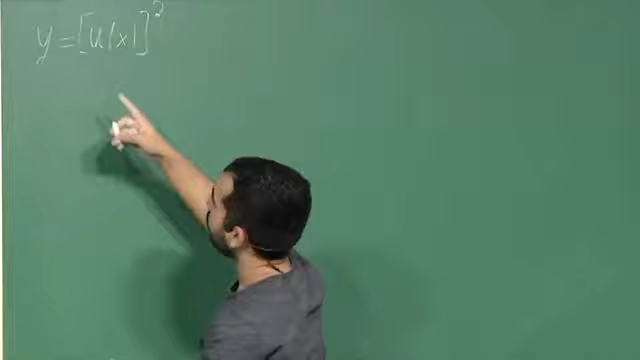 y = [u(x)]²